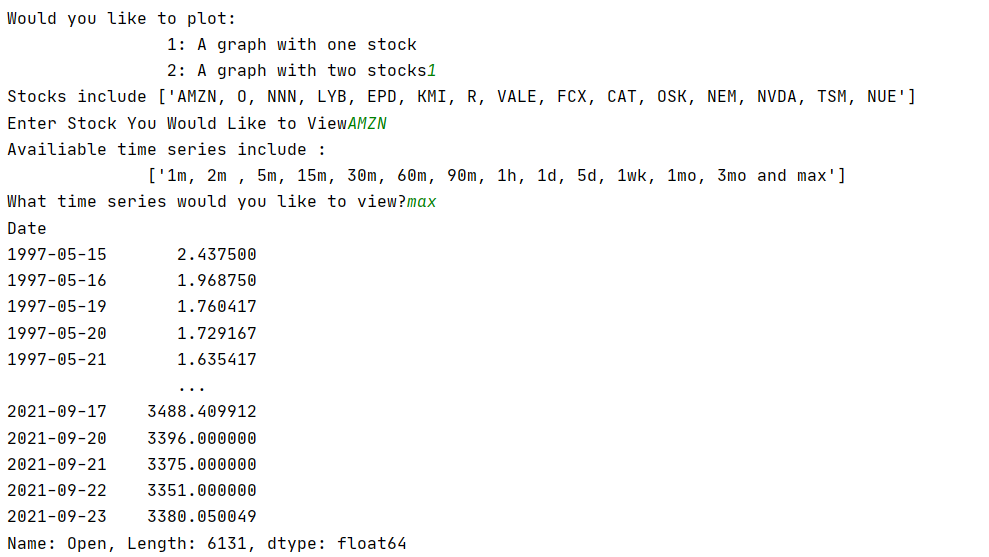 Would you like to plot:
1: A graph with one stock
2: A graph with two stocks1
Stocks include ['AMZN, O, NNN, LYB, EPD, KMI, R, VALE, FCX, CAT, OSK, NEM, NVDA, TSM, NUE']
Enter Stock You Would Like to ViewAMZN
Availiable time series include :
['1m, 2m , 5m, 15m, 30m, 60m, 90m, 1h, 1d, 5d, 1wk, 1mo, 3mo and max']
What time series would you like to view?max
Date
1997-05-15 2.437500
1997-05-16 1.968750
1997-05-19 1.760417
1997-05-20 1.729167
1997-05-21 1.635417
...
2021-09-17 3488.409912
2021-09-20 3396.000000
2021-09-21 3375.000000
2021-09-22 3351.000000
2021-09-23 3380.050049
Name: Open, Length: 6131, dtype: float64